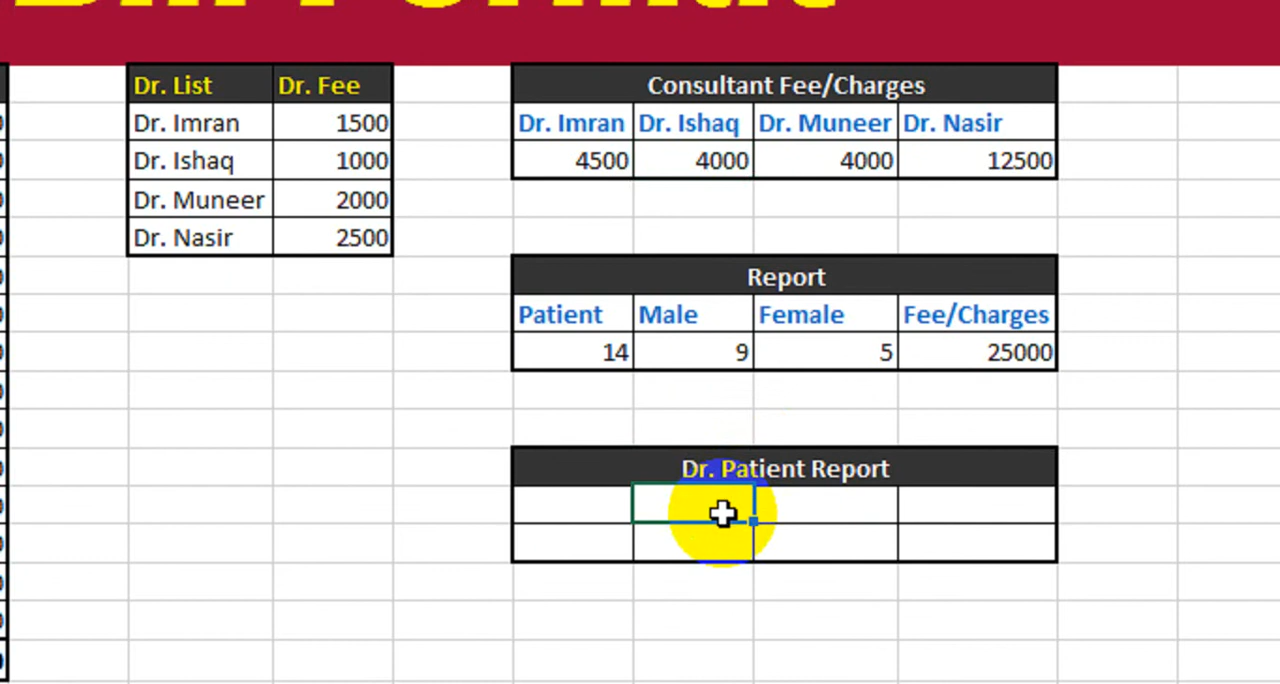 Dr. List Dr. Fee
Dr. Imran 1500
Dr. Ishaq 1000
Dr. Muneer 2000
Dr. Nasir 2500
Consultant Fee/Charges
Dr. Imran Dr. Ishaq Dr. Muneer Dr. Nasir
4500 4000 4000 12500
Report
Patient Male Female Fee/Charges
14 9 5 25000
Dr. Patient Report